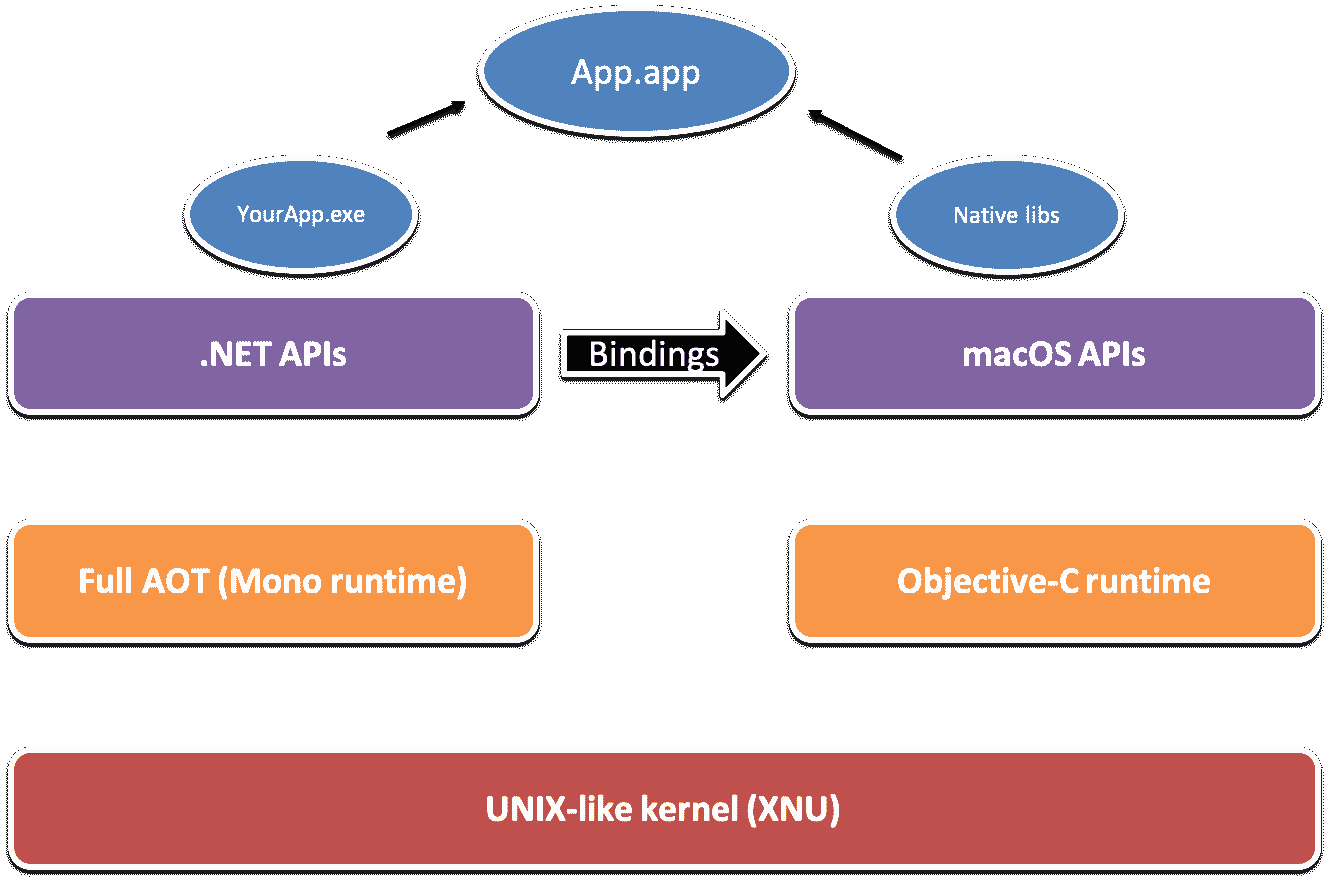 App.app
YourApp.exe
Native libs
.NET APIs
Bindings
macOS APIs
Full AOT (Mono runtime)
Objective-C runtime
UNIX-like kernel (XNU)